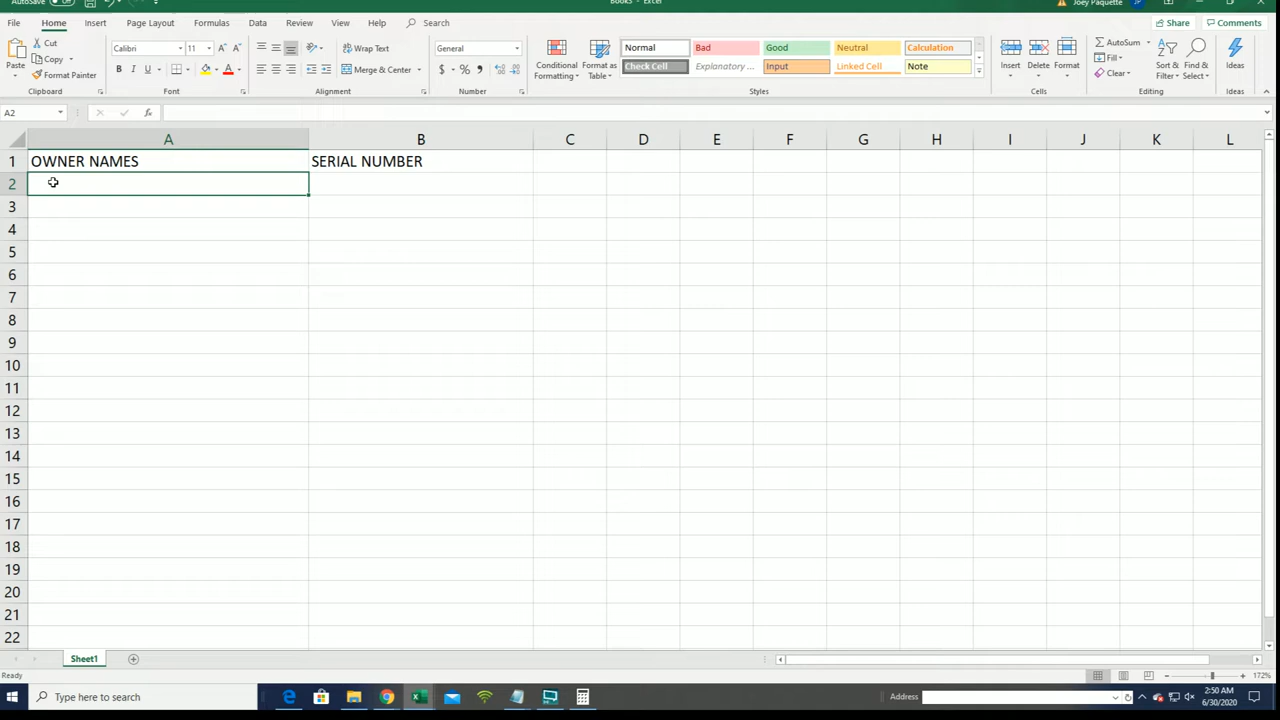 AutoSave Off Books - Excel Joey Paquette JP
File Home Insert Page Layout Formulas Data Review View Help Search Share Comments
Paste Cut Copy Format Painter Clipboard
Calibri 11 A A B U A Font
Wrap Text Merge & Center Alignment
General $ % , Number
Conditional Formatting Format as Table
Normal Bad Good Neutral Calculation
Check Cell Explanatory ... Input Linked Cell Note
Styles
Insert Delete Format Cells
AutoSum Fill Clear Sort & Filter Find & Select Editing
Ideas Ideas
A2 fx
A B C D E F G H I J K L
1 OWNER NAMES SERIAL NUMBER
2
3
4
5
6
7
8
9
10
11
12
13
14
15
16
17
18
19
20
21
22
Sheet1
Ready 172%
Type here to search Address 2:50 AM
6/30/2020